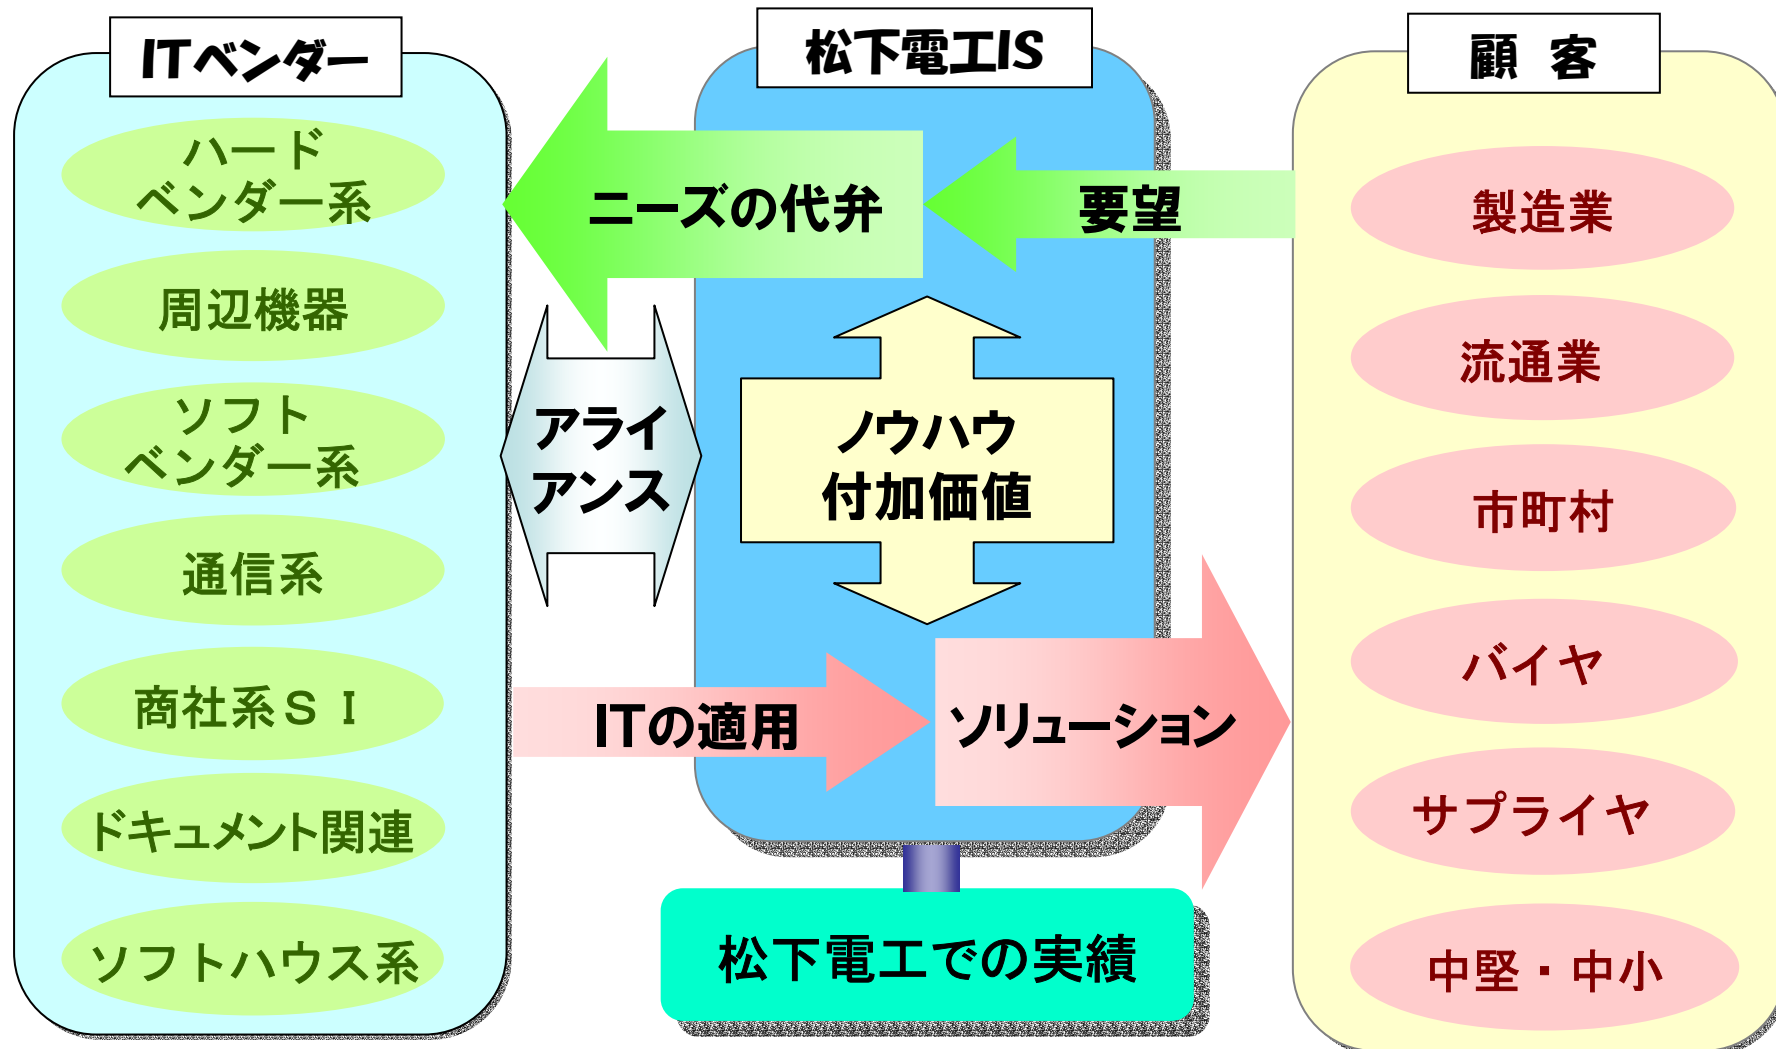 ITベンダー
ハード
ベンダー系
周辺機器
ソフト
ベンダー系
通信系
商社系ＳＩ
ドキュメント関連
ソフトハウス系
松下電工IS
ニーズの代弁
要望
アライ
アンス
ノウハウ
付加価値
ITの適用
ソリューション
松下電工での実績
顧 客
製造業
流通業
市町村
バイヤ
サプライヤ
中堅・中小